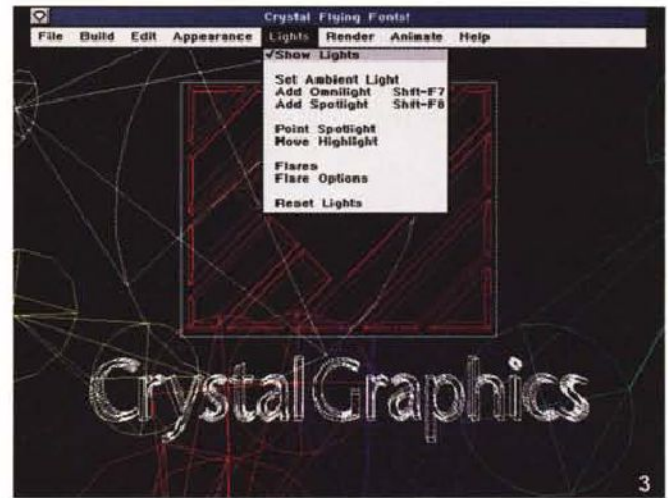 Crystal Flying Fonts!
File Build Edit Appearance Lights Render Animate Help
✓Show Lights
Set Ambient Light
Add Omnilight Shft-F7
Add Spotlight Shft-F8
Point Spotlight
Move Highlight
Flares
Flare Options
Reset Lights
CrystalGraphics
3